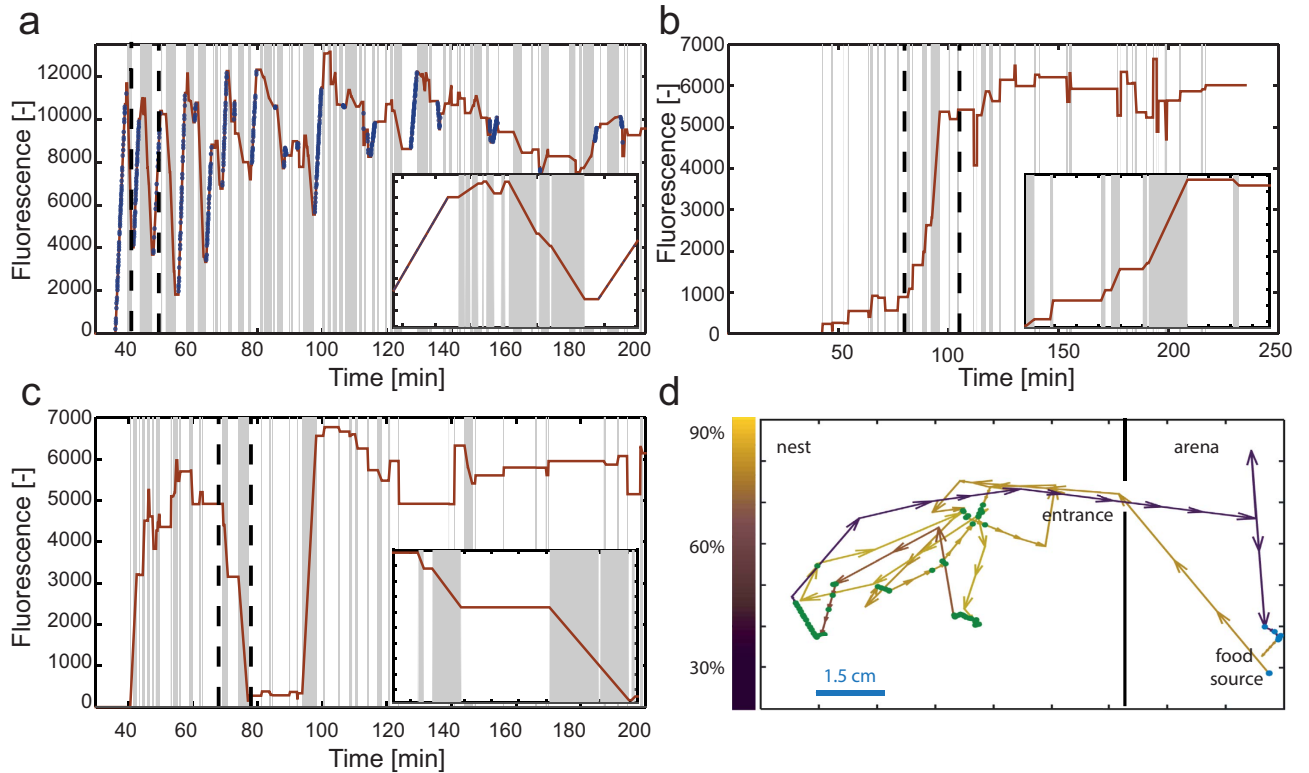 a
Fluorescence [-]
12000
10000
8000
6000
4000
2000
0
40 60 80 100 120 140 160 180 200
Time [min]
b
Fluorescence [-]
7000
6000
5000
4000
3000
2000
1000
0
50 100 150 200 250
Time [min]
c
Fluorescence [-]
7000
6000
5000
4000
3000
2000
1000
0
40 60 80 100 120 140 160 180 200
Time [min]
d
90%
60%
30%
nest
arena
entrance
food
source
1.5 cm